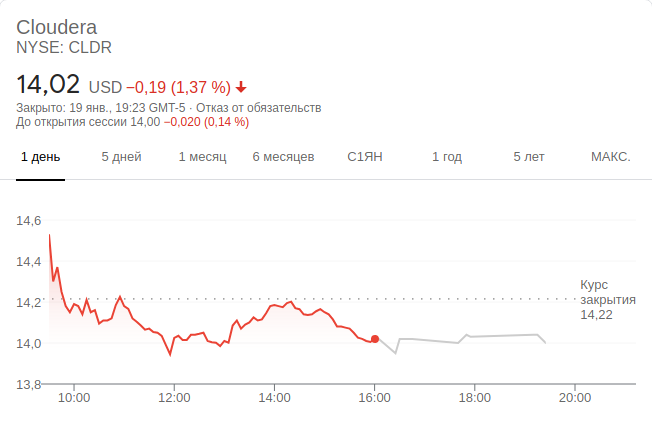 Cloudera
NYSE: CLDR
14,02 USD −0,19 (1,37 %)
Закрыто: 19 янв., 19:23 GMT-5 · Отказ от обязательств
До открытия сессии 14,00 −0,020 (0,14 %)
1 день 5 дней 1 месяц 6 месяцев С1ЯН 1 год 5 лет МАКС.
14,6
14,4
14,2
14,0
13,8
Курс
закрытия
14,22
10:00 12:00 14:00 16:00 18:00 20:00